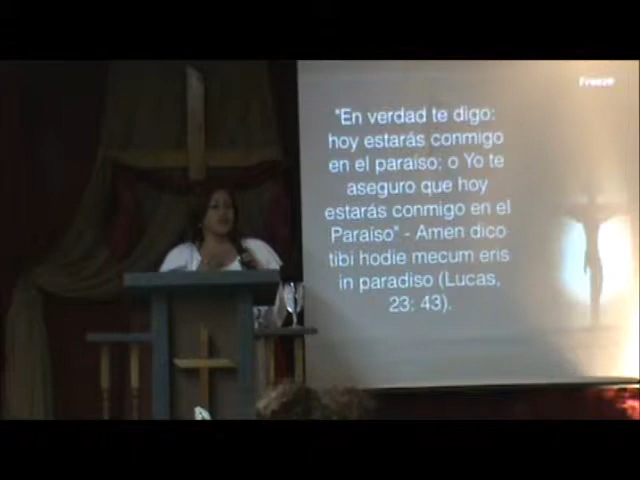 Freeze
"En verdad te digo:
hoy estarás conmigo
en el paraíso; o Yo te
aseguro que hoy
estarás conmigo en el
Paraíso" - Amen dico
tibi hodie mecum eris
in paradiso (Lucas,
23: 43).